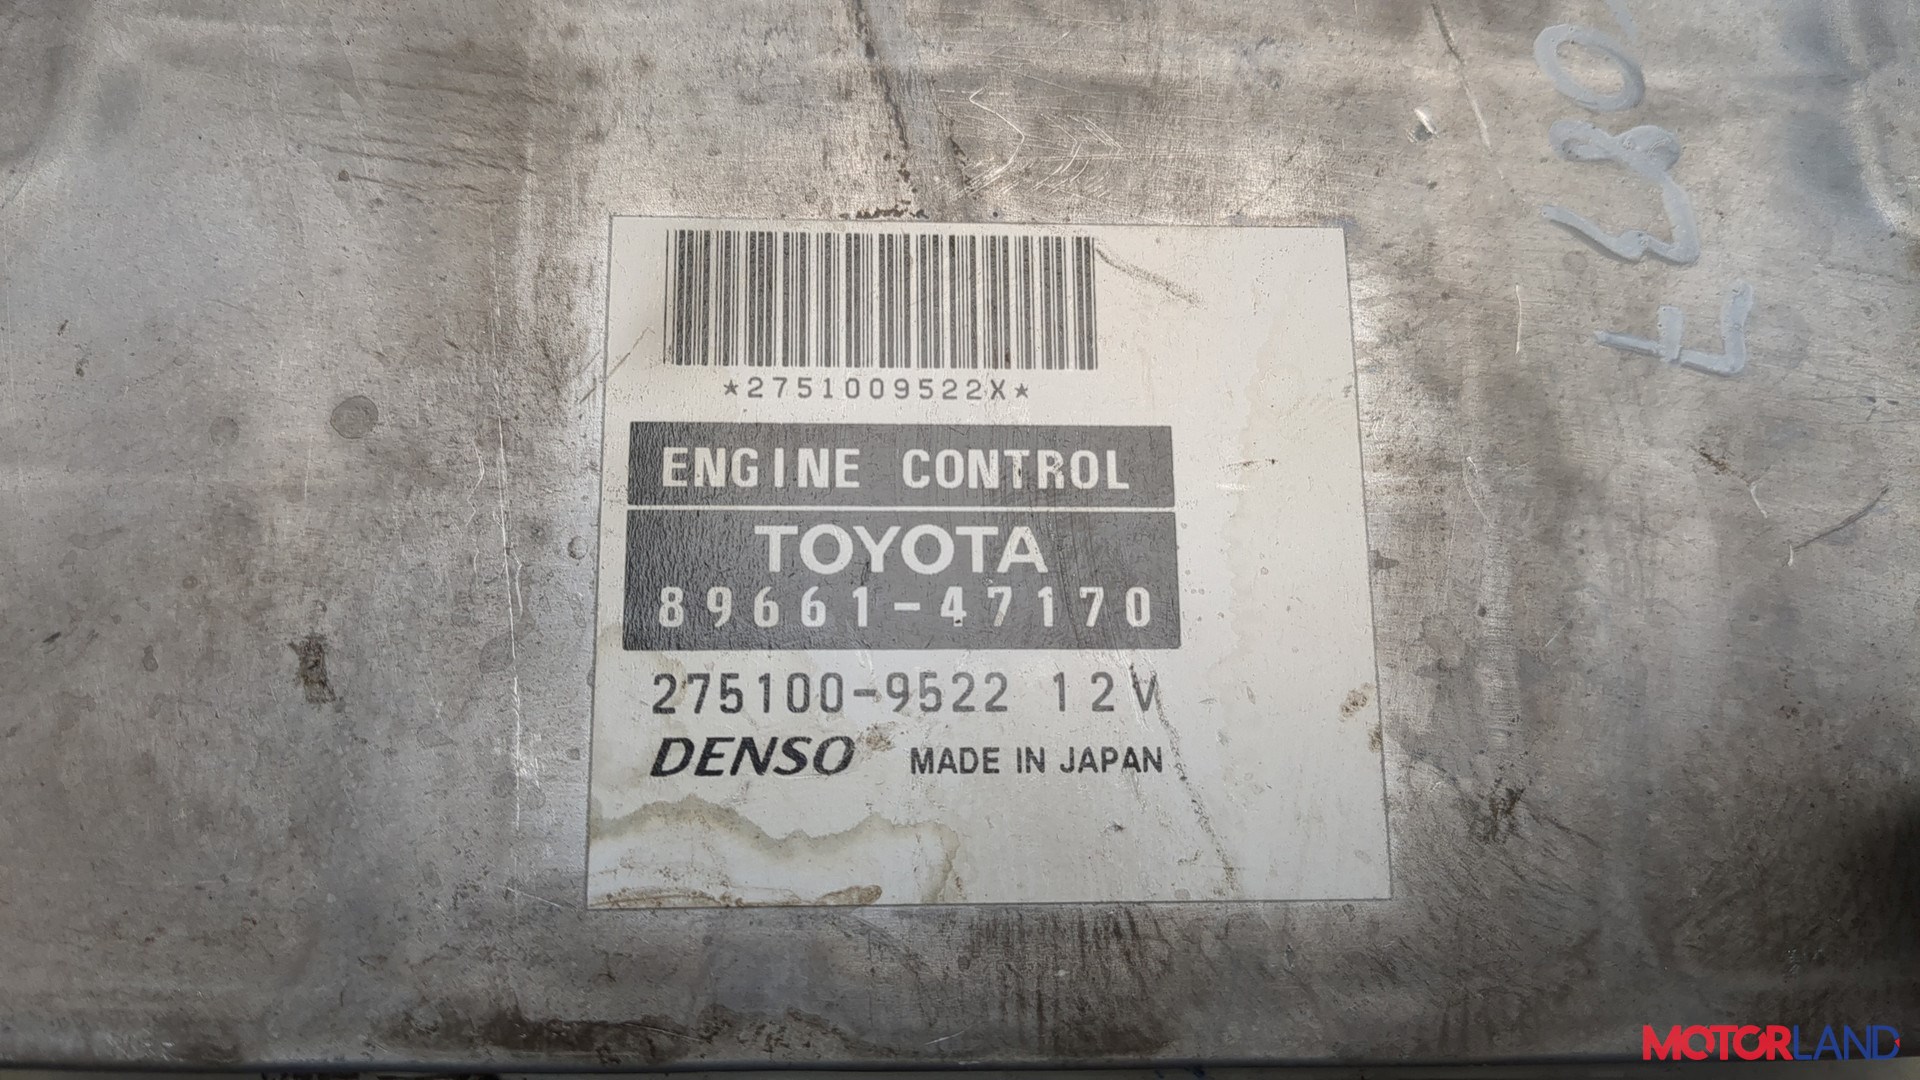 *2751009522X*
ENGINE CONTROL
TOYOTA
89661-47170
275100-9522 12V
DENSO MADE IN JAPAN
MOTORLAND